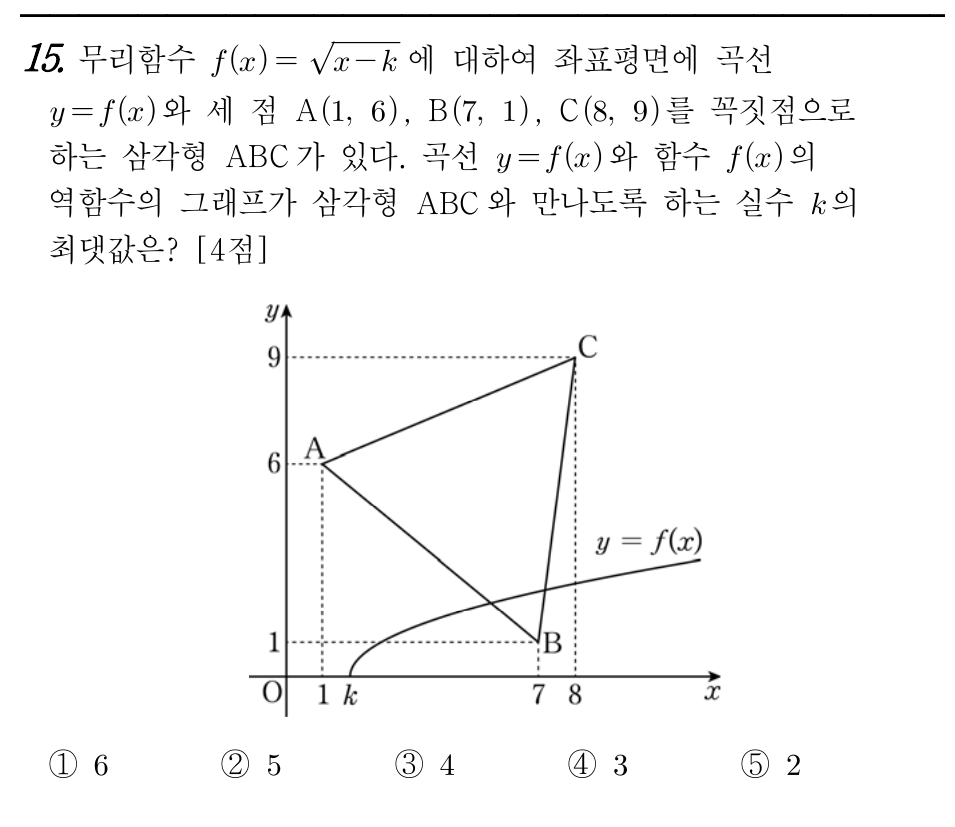 15. 무리함수 f(x)=√(x-k) 에 대하여 좌표평면에 곡선
y=f(x)와 세 점 A(1, 6), B(7, 1), C(8, 9)를 꼭짓점으로
하는 삼각형 ABC가 있다. 곡선 y=f(x)와 함수 f(x)의
역함수의 그래프가 삼각형 ABC와 만나도록 하는 실수 k의
최댓값은? [4점]
y
9
C
A
6
y = f(x)
1
B
O 1 k 7 8 x
① 6 ② 5 ③ 4 ④ 3 ⑤ 2